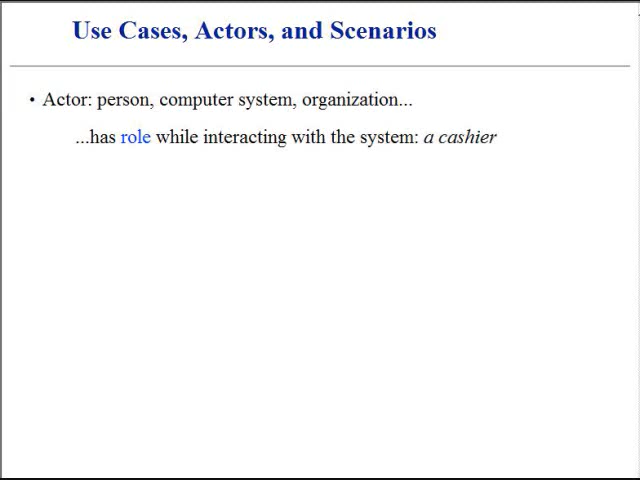 Use Cases, Actors, and Scenarios
• Actor: person, computer system, organization...
...has role while interacting with the system: a cashier